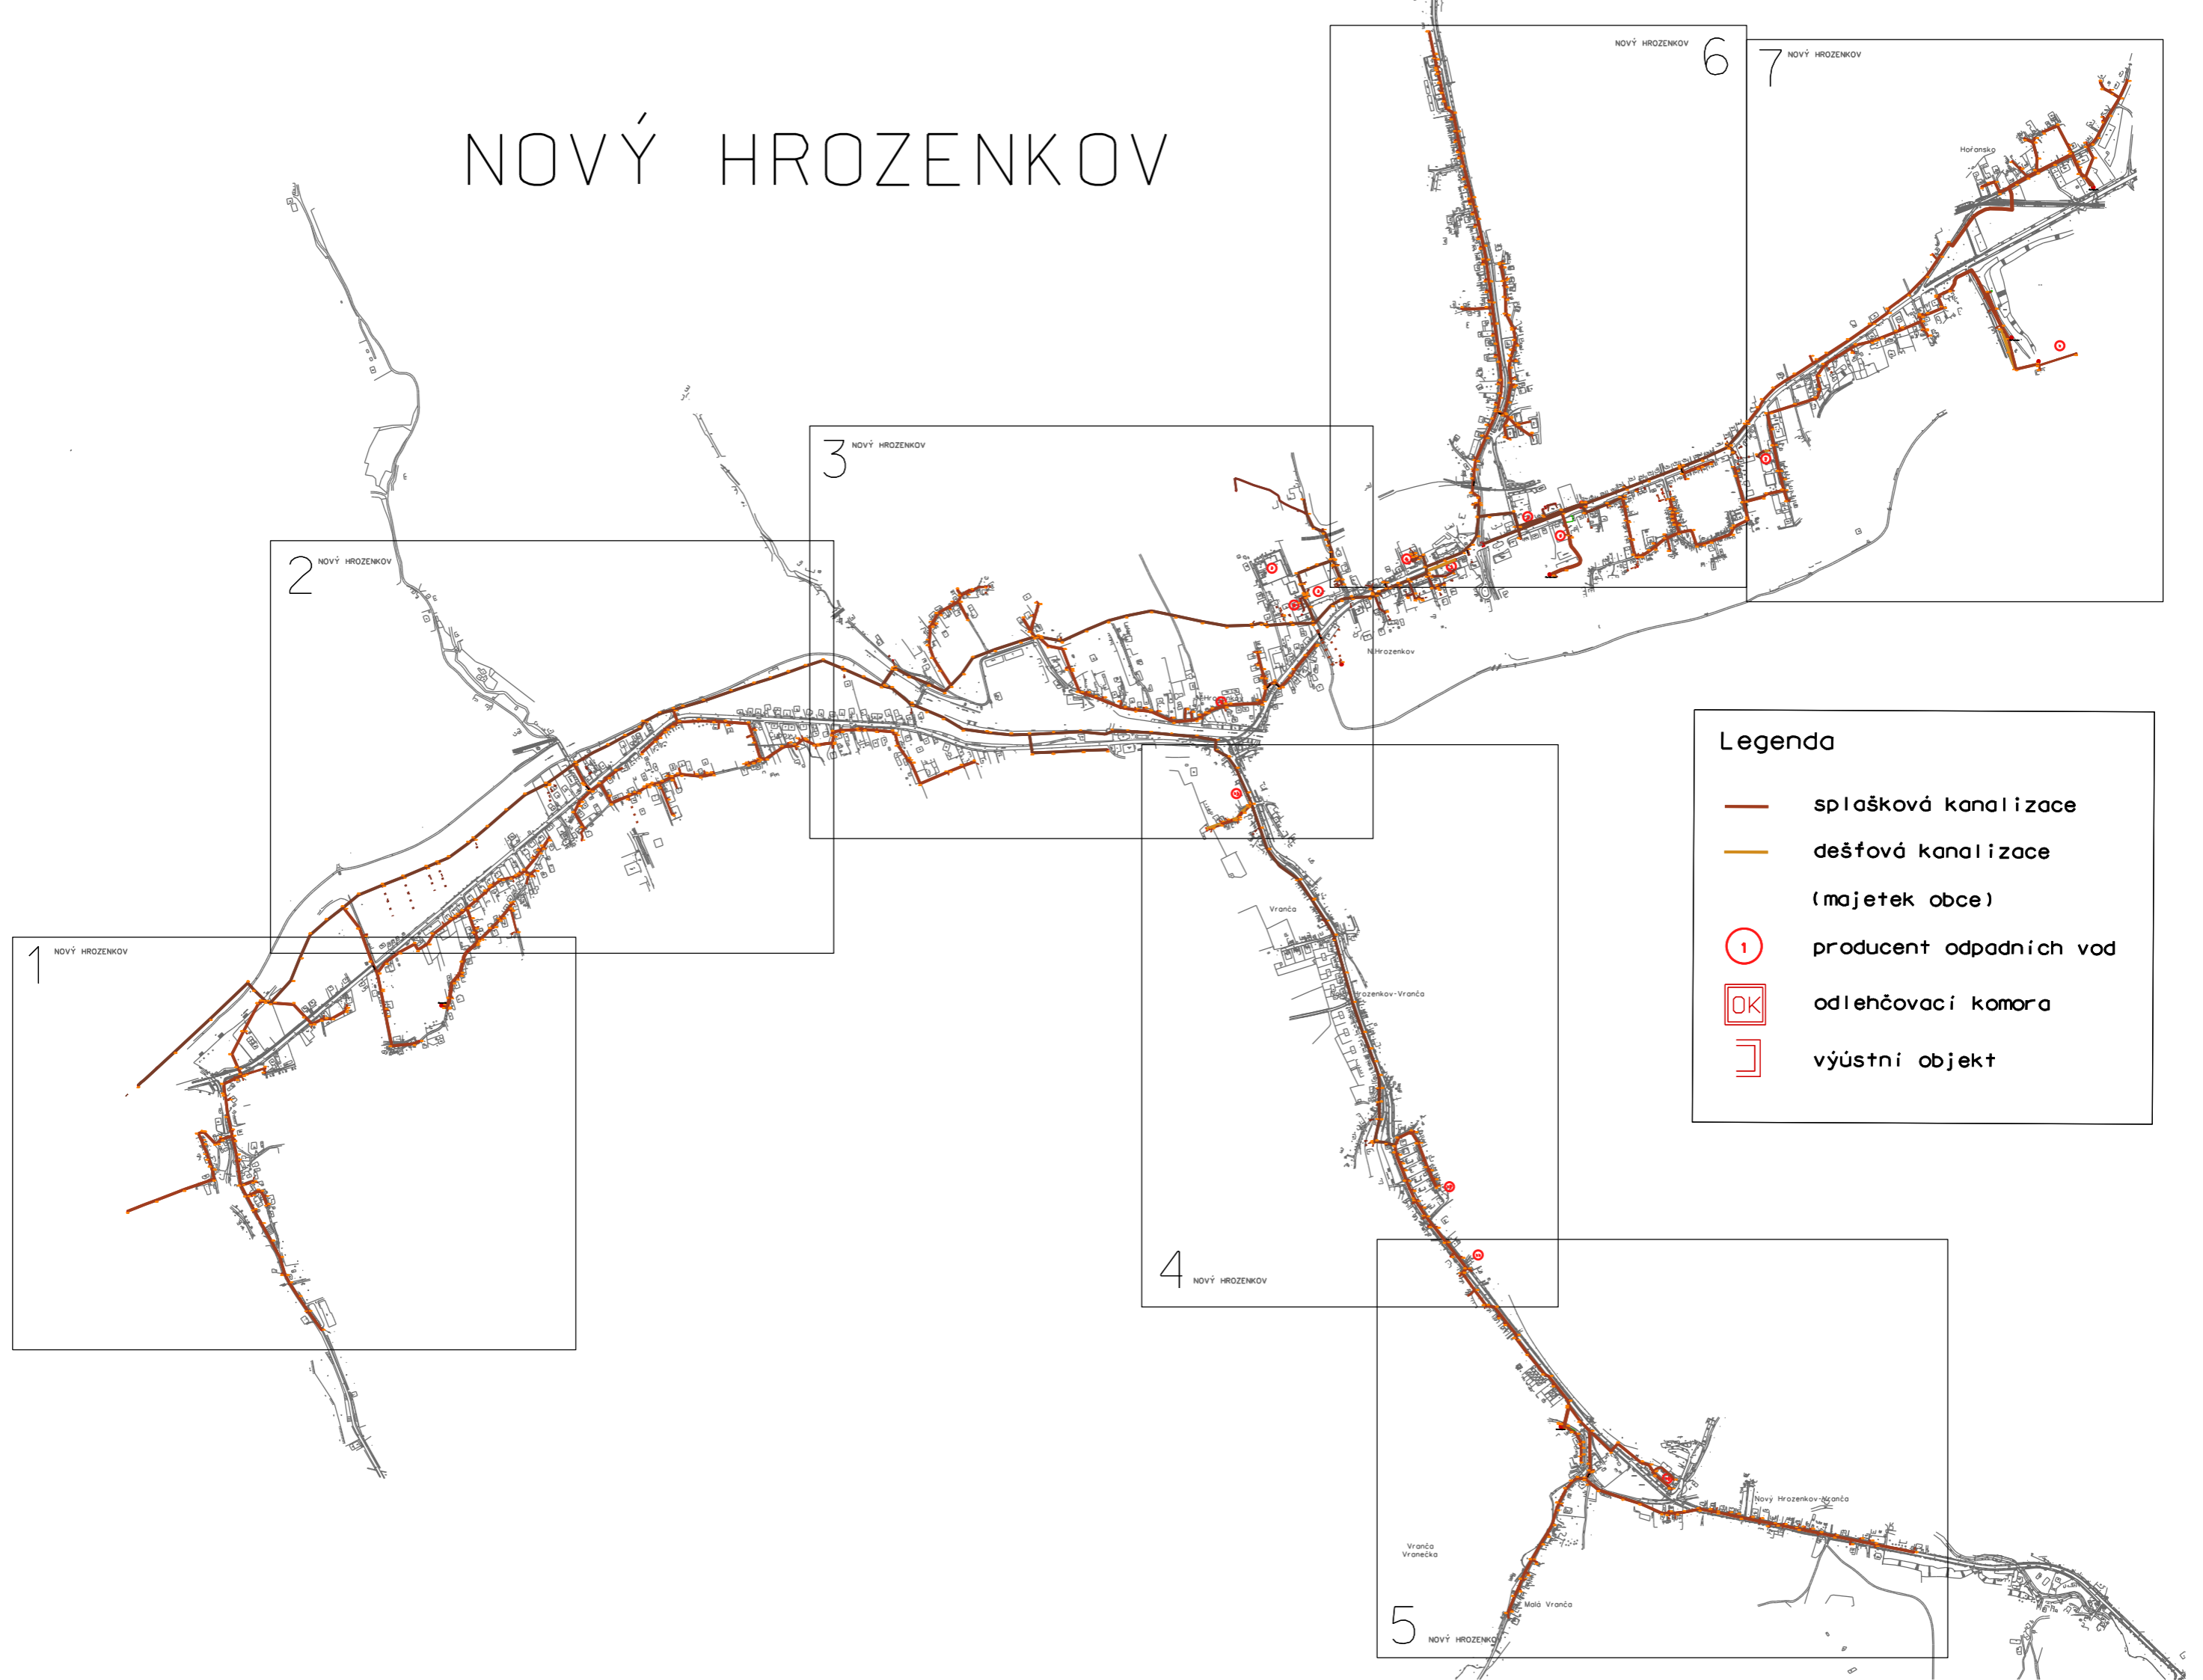 NOVÝ HROZENKOV
6
NOVÝ HROZENKOV
7
NOVÝ HROZENKOV
Hořansko
3
NOVÝ HROZENKOV
2
NOVÝ HROZENKOV
N.Hrozenkov
1
NOVÝ HROZENKOV
Vranča
Hrozenkov-Vranča
4
NOVÝ HROZENKOV
Nový Hrozenkov-Vranča
Vranča
Vranečka
Malá Vranča
5
NOVÝ HROZENKOV
Legenda
splašková kanalizace
dešťová kanalizace
(majetek obce)
1
producent odpadních vod
OK
odlehčovací komora
výústní objekt